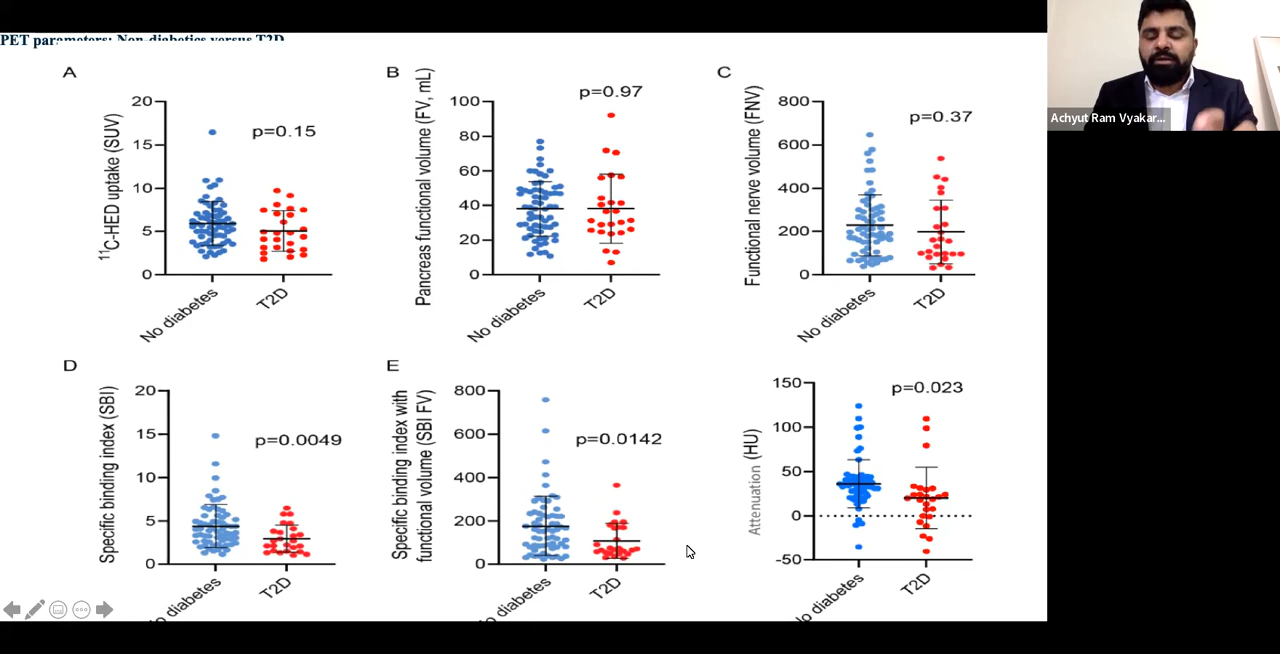 PET parameters: Non-diabetics versus T2D
Achyut Ram Vyakar...
A
¹¹C-HED uptake (SUV)
20
15
10
5
0
p=0.15
No diabetes
T2D
B
Pancreas functional volume (FV, mL)
100
80
60
40
20
0
p=0.97
No diabetes
T2D
C
Functional nerve volume (FNV)
800
600
400
200
0
p=0.37
No diabetes
T2D
D
Specific binding index (SBI)
20
15
10
5
0
p=0.0049
No diabetes
T2D
E
Specific binding index with
functional volume (SBI FV)
800
600
400
200
0
p=0.0142
No diabetes
T2D
Attenuation (HU)
150
100
50
0
-50
p=0.023
No diabetes
T2D